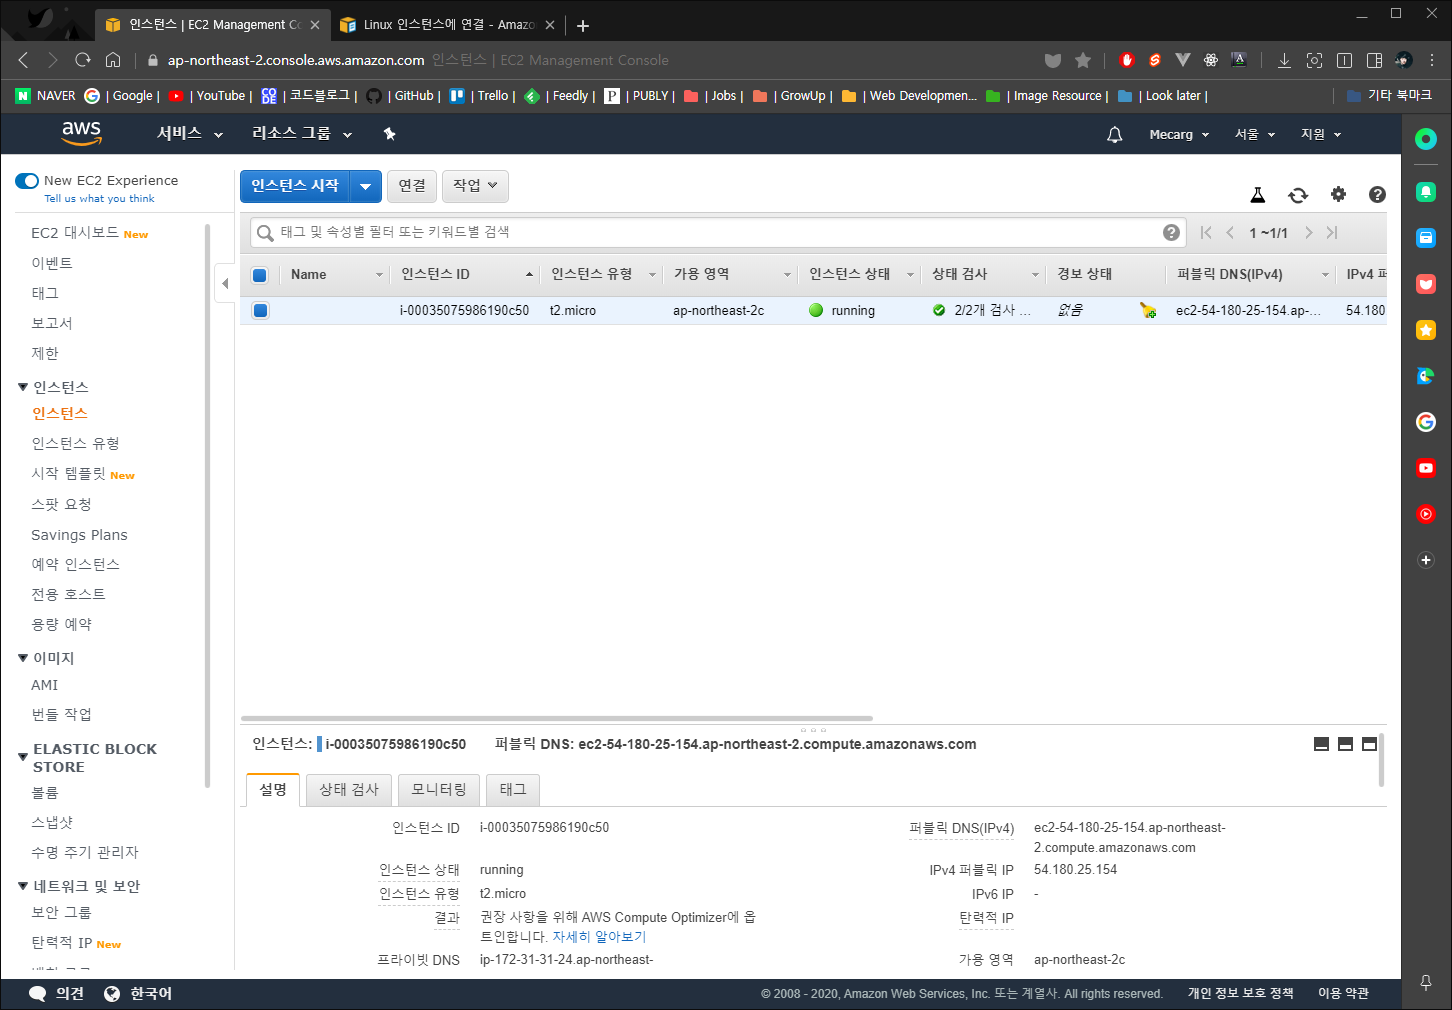 인스턴스 | EC2 Management Co
Linux 인스턴스에 연결 - Amazo
ap-northeast-2.console.aws.amazon.com 인스턴스 | EC2 Management Console
NAVER | Google | | YouTube | | 코드블로그 | | GitHub | | Trello | | Feedly | | PUBLY | | Jobs | | GrowUp | | Web Developmen... | Image Resource | | Look later | 기타 북마크
aws 서비스 리소스 그룹 Mecarg 서울 지원
New EC2 Experience
Tell us what you think
EC2 대시보드 New
이벤트
태그
보고서
제한
인스턴스
인스턴스
인스턴스 유형
시작 템플릿 New
스팟 요청
Savings Plans
예약 인스턴스
전용 호스트
용량 예약
이미지
AMI
번들 작업
ELASTIC BLOCK
STORE
볼륨
스냅샷
수명 주기 관리자
네트워크 및 보안
보안 그룹
탄력적 IP New
인스턴스 시작 연결 작업
태그 및 속성별 필터 또는 키워드별 검색 1 ~1/1
Name 인스턴스 ID 인스턴스 유형 가용 영역 인스턴스 상태 상태 검사 경보 상태 퍼블릭 DNS(IPv4) IPv4 퍼
i-00035075986190c50 t2.micro ap-northeast-2c running 2/2개 검사 ... 없음 ec2-54-180-25-154.ap-... 54.180
인스턴스: i-00035075986190c50 퍼블릭 DNS: ec2-54-180-25-154.ap-northeast-2.compute.amazonaws.com
설명 상태 검사 모니터링 태그
인스턴스 ID i-00035075986190c50
인스턴스 상태 running
인스턴스 유형 t2.micro
결과 권장 사항을 위해 AWS Compute Optimizer에 옵
트인합니다. 자세히 알아보기
프라이빗 DNS ip-172-31-31-24.ap-northeast-
퍼블릭 DNS(IPv4) ec2-54-180-25-154.ap-northeast-
2.compute.amazonaws.com
IPv4 퍼블릭 IP 54.180.25.154
IPv6 IP -
탄력적 IP
가용 영역 ap-northeast-2c
의견 한국어 © 2008 - 2020, Amazon Web Services, Inc. 또는 계열사. All rights reserved. 개인 정보 보호 정책 이용 약관